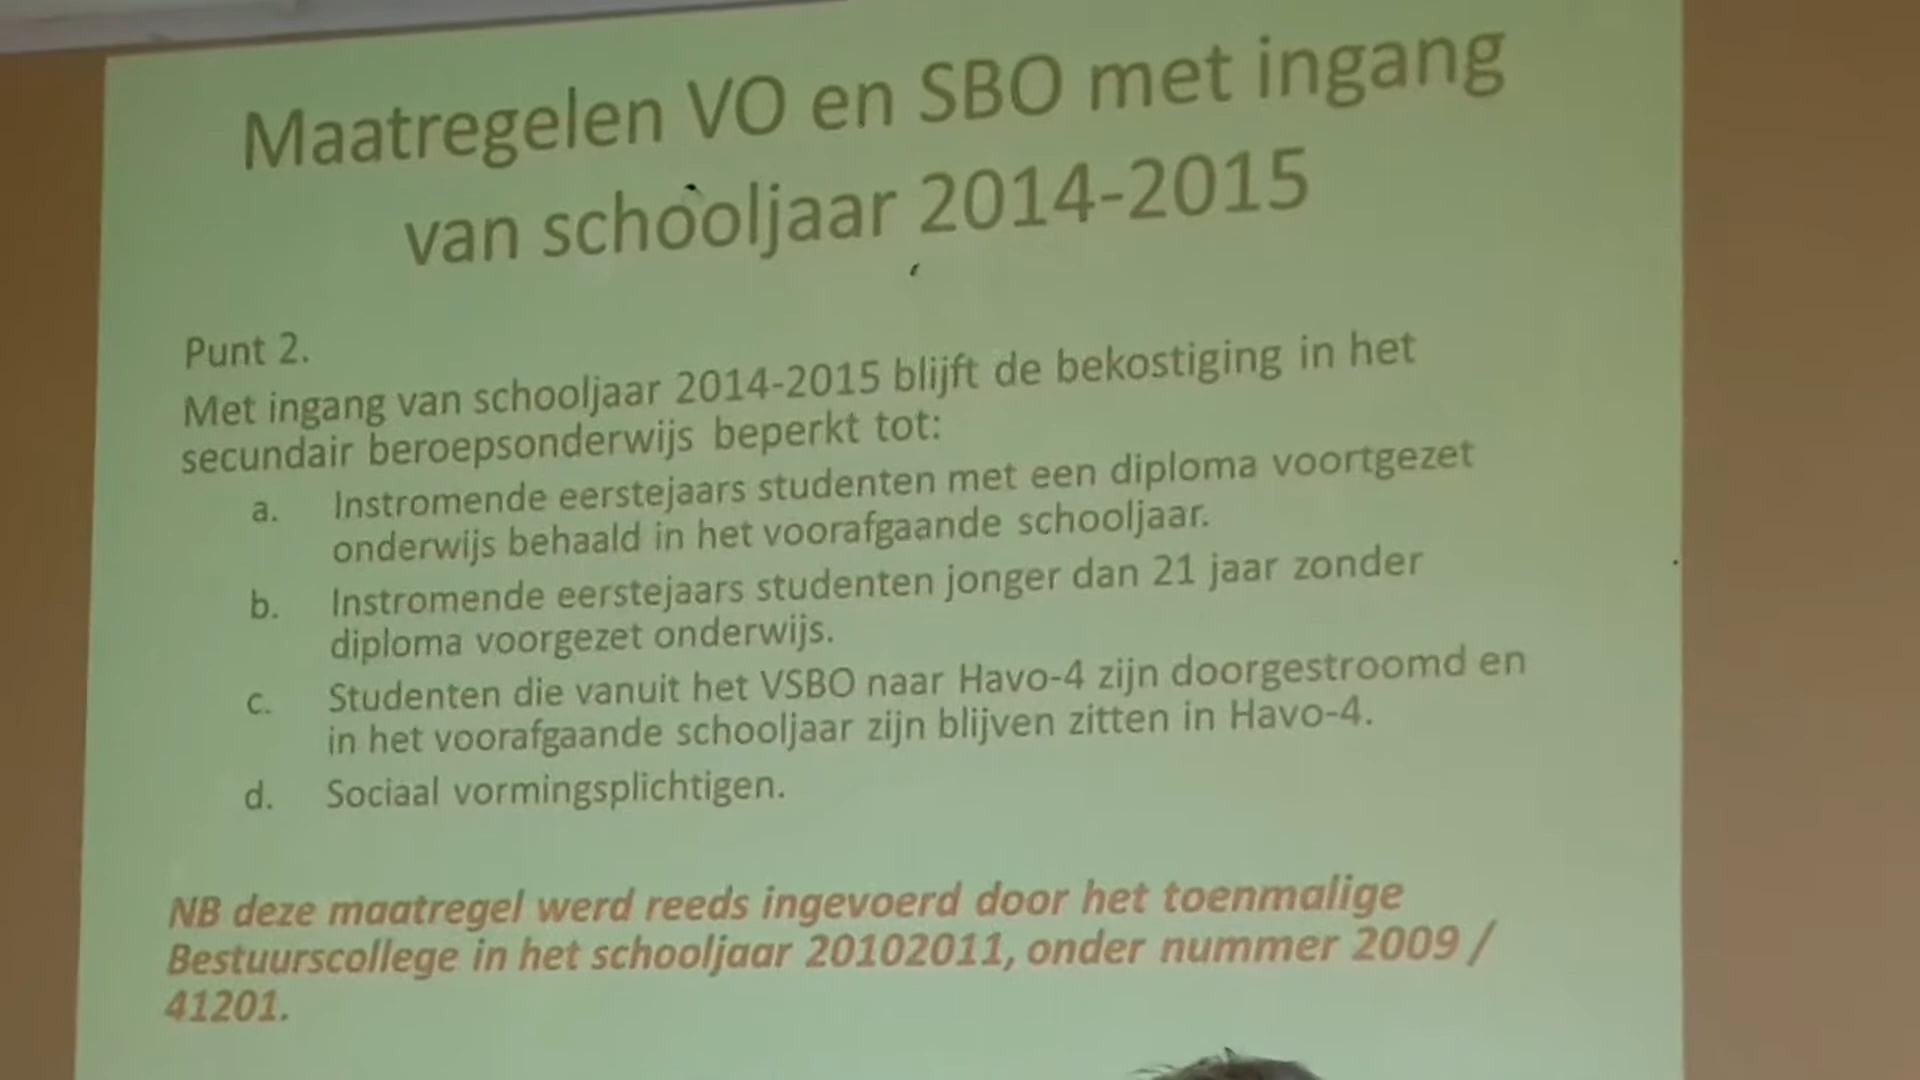 Maatregelen VO en SBO met ingang
van schooljaar 2014-2015
Punt 2.
Met ingang van schooljaar 2014-2015 blijft de bekostiging in het
secundair beroepsonderwijs beperkt tot:
a. Instromende eerstejaars studenten met een diploma voortgezet
onderwijs behaald in het voorafgaande schooljaar.
b. Instromende eerstejaars studenten jonger dan 21 jaar zonder
diploma voorgezet onderwijs.
c. Studenten die vanuit het VSBO naar Havo-4 zijn doorgestroomd en
in het voorafgaande schooljaar zijn blijven zitten in Havo-4.
d. Sociaal vormingsplichtigen.
NB deze maatregel werd reeds ingevoerd door het toenmalige
Bestuurscollege in het schooljaar 20102011, onder nummer 2009 /
41201.